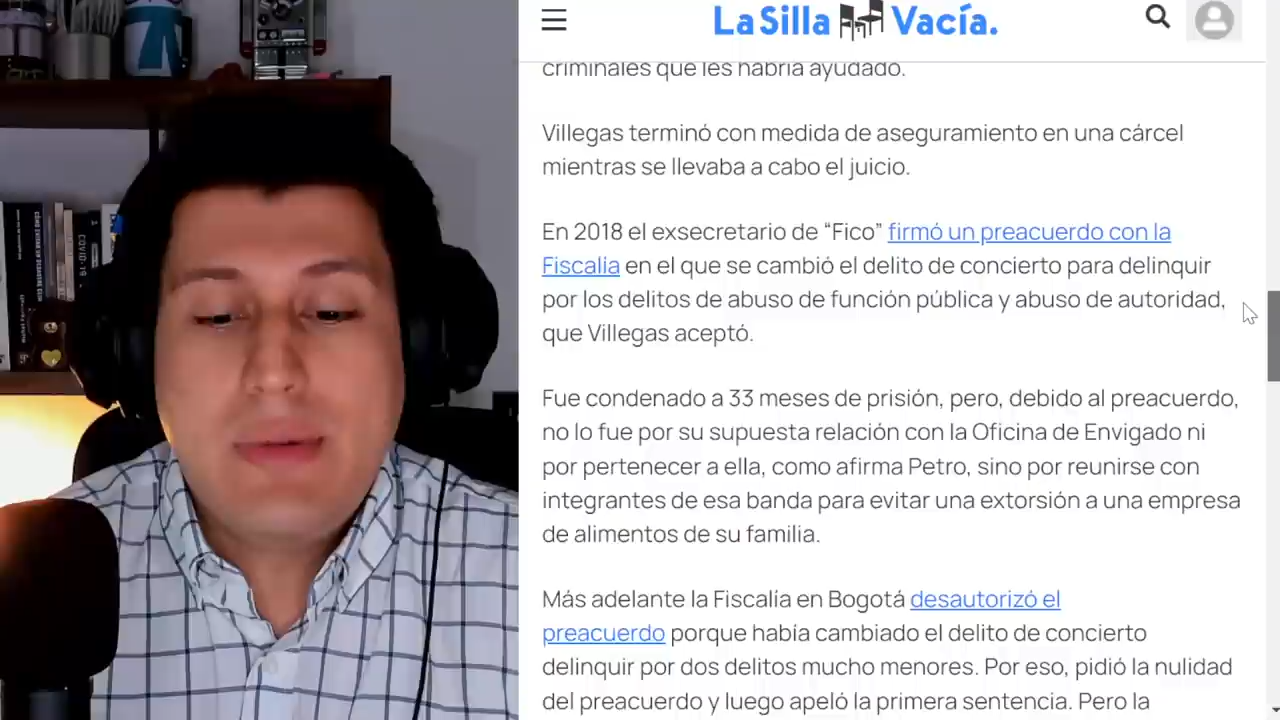 La Silla Vacía.
criminales que les habría ayudado.
Villegas terminó con medida de aseguramiento en una cárcel
mientras se llevaba a cabo el juicio.
En 2018 el exsecretario de “Fico” firmó un preacuerdo con la
Fiscalía en el que se cambió el delito de concierto para delinquir
por los delitos de abuso de función pública y abuso de autoridad,
que Villegas aceptó.
Fue condenado a 33 meses de prisión, pero, debido al preacuerdo,
no lo fue por su supuesta relación con la Oficina de Envigado ni
por pertenecer a ella, como afirma Petro, sino por reunirse con
integrantes de esa banda para evitar una extorsión a una empresa
de alimentos de su familia.
Más adelante la Fiscalía en Bogotá desautorizó el
preacuerdo porque había cambiado el delito de concierto
delinquir por dos delitos mucho menores. Por eso, pidió la nulidad
del preacuerdo y luego apeló la primera sentencia. Pero la
COVID-19